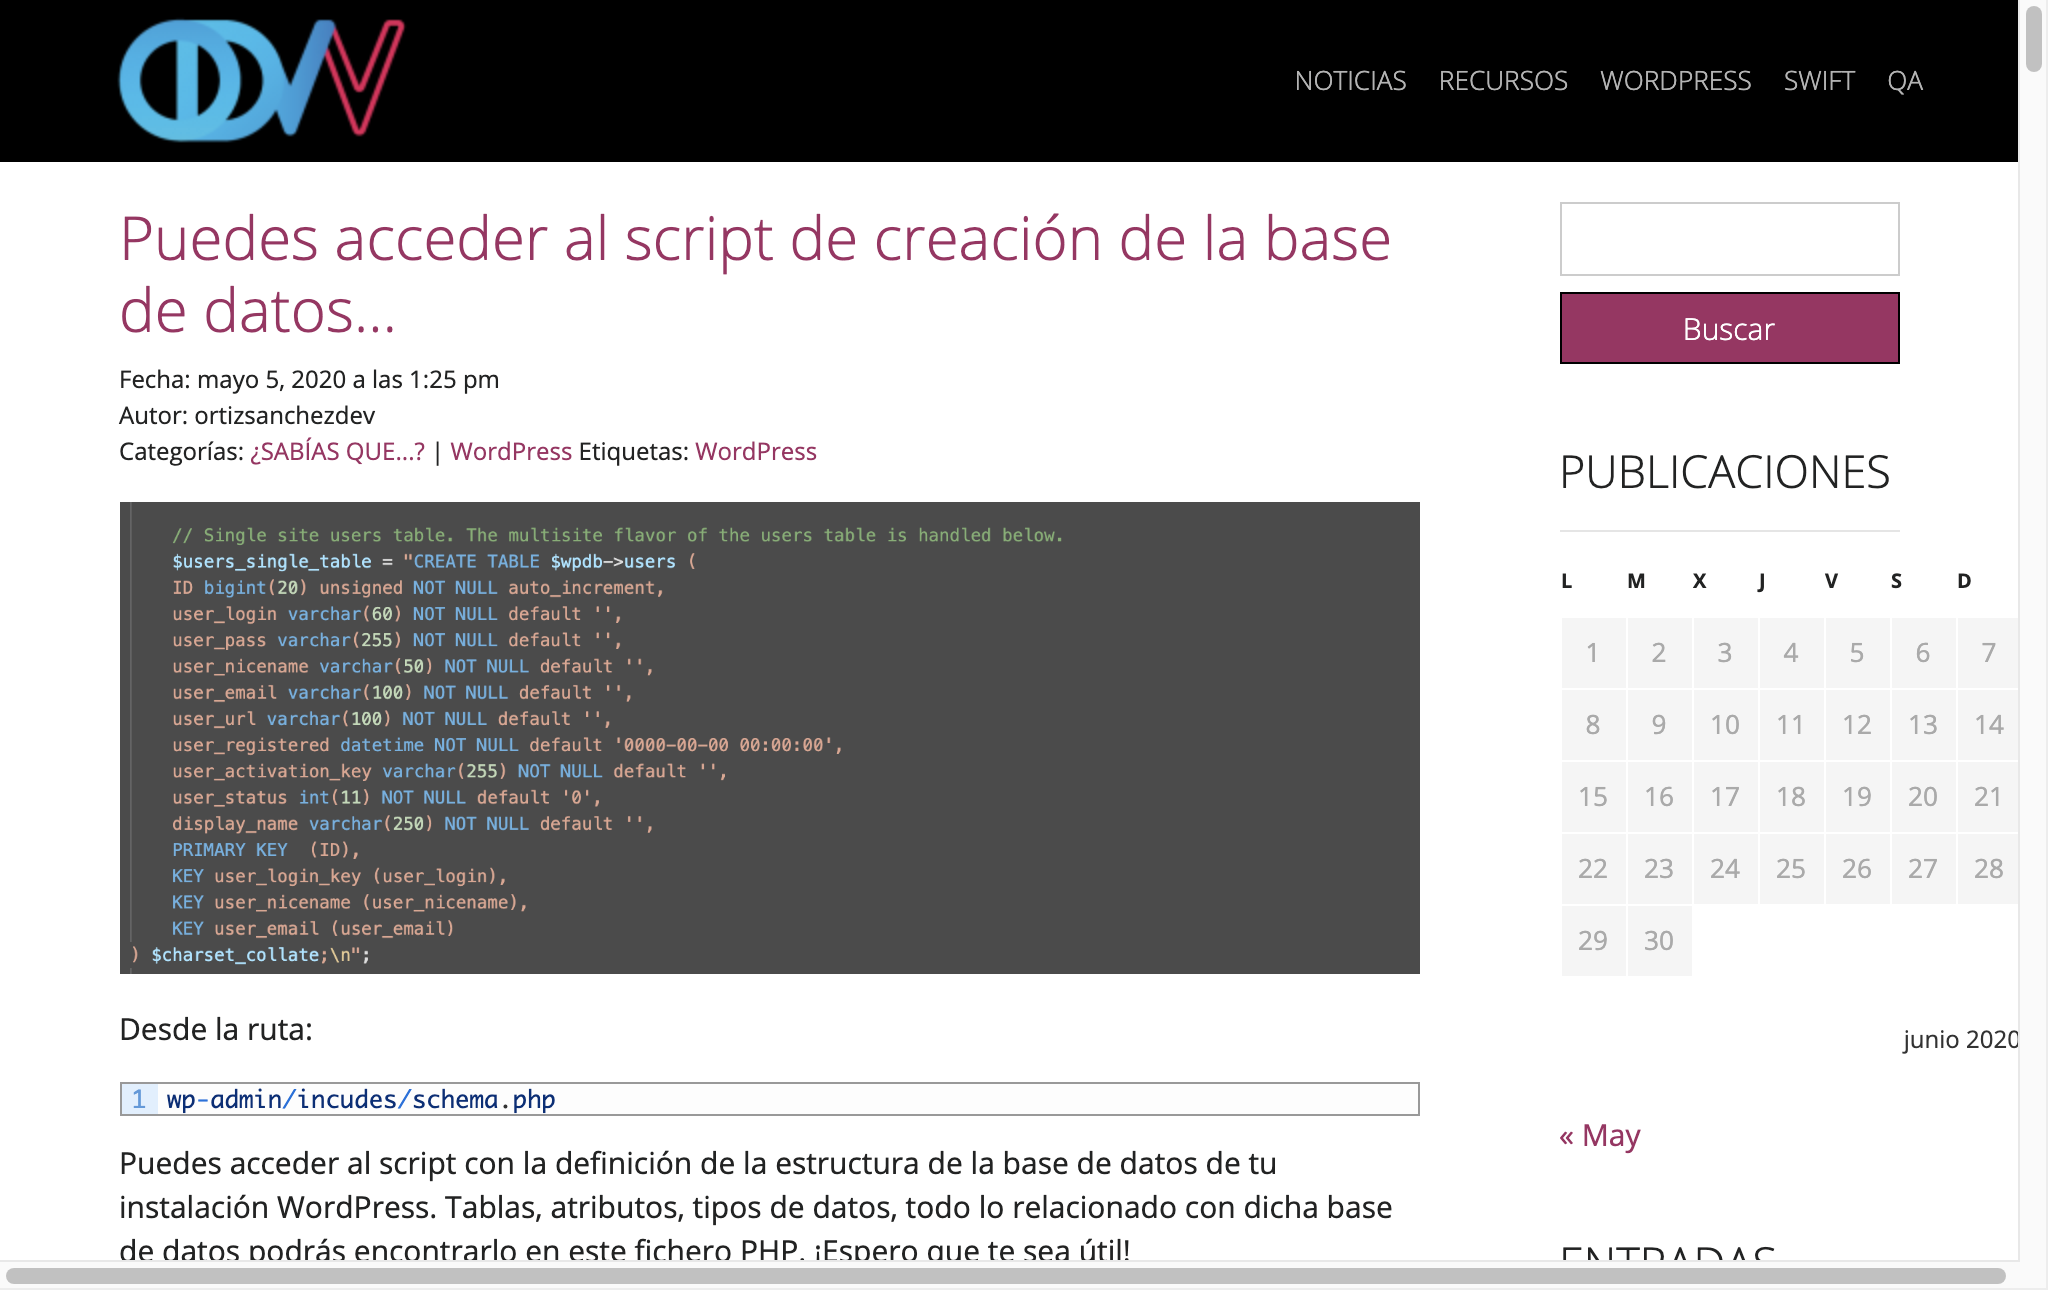 NOTICIAS RECURSOS WORDPRESS SWIFT QA
Puedes acceder al script de creación de la base
de datos...
Fecha: mayo 5, 2020 a las 1:25 pm
Autor: ortizsanchezdev
Categorías: ¿SABÍAS QUE...? | WordPress Etiquetas: WordPress
// Single site users table. The multisite flavor of the users table is handled below.
$users_single_table = "CREATE TABLE $wpdb->users (
ID bigint(20) unsigned NOT NULL auto_increment,
user_login varchar(60) NOT NULL default '',
user_pass varchar(255) NOT NULL default '',
user_nicename varchar(50) NOT NULL default '',
user_email varchar(100) NOT NULL default '',
user_url varchar(100) NOT NULL default '',
user_registered datetime NOT NULL default '0000-00-00 00:00:00',
user_activation_key varchar(255) NOT NULL default '',
user_status int(11) NOT NULL default '0',
display_name varchar(250) NOT NULL default '',
PRIMARY KEY  (ID),
KEY user_login_key (user_login),
KEY user_nicename (user_nicename),
KEY user_email (user_email)
) $charset_collate;\n";
Desde la ruta:
1 wp-admin/incudes/schema.php
Puedes acceder al script con la definición de la estructura de la base de datos de tu
instalación WordPress. Tablas, atributos, tipos de datos, todo lo relacionado con dicha base
de datos podrás encontrarlo en este fichero PHP. ¡Espero que te sea útil!
Buscar
PUBLICACIONES
L M X J V S D
1 2 3 4 5 6 7
8 9 10 11 12 13 14
15 16 17 18 19 20 21
22 23 24 25 26 27 28
29 30
junio 2020
« May
ENTRADAS